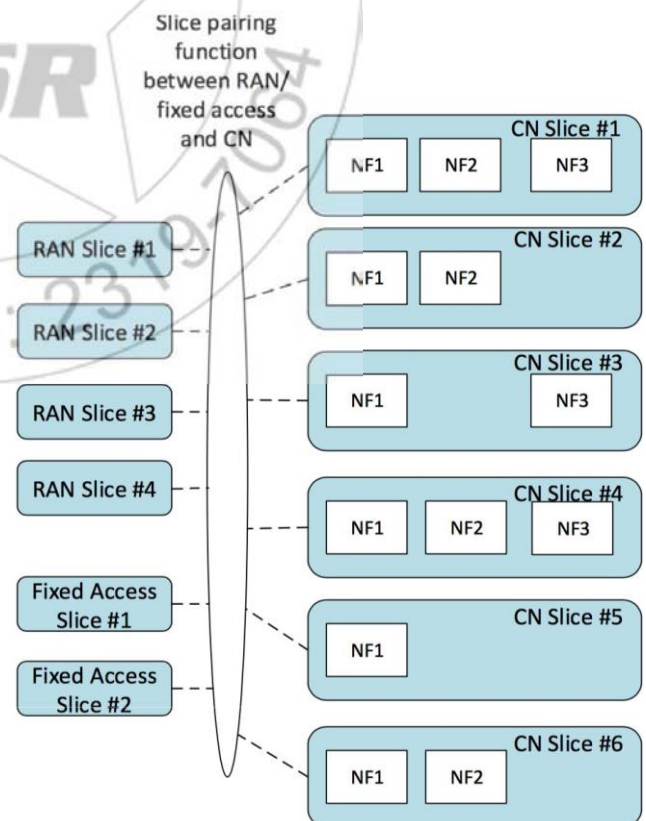 Slice pairing
function
between RAN/
fixed access
and CN
CN Slice #1
NF1 NF2 NF3
RAN Slice #1
CN Slice #2
NF1 NF2
RAN Slice #2
CN Slice #3
NF1 NF3
RAN Slice #3
RAN Slice #4
CN Slice #4
NF1 NF2 NF3
Fixed Access
Slice #1
CN Slice #5
NF1
Fixed Access
Slice #2
CN Slice #6
NF1 NF2
SR
: 2319-7064